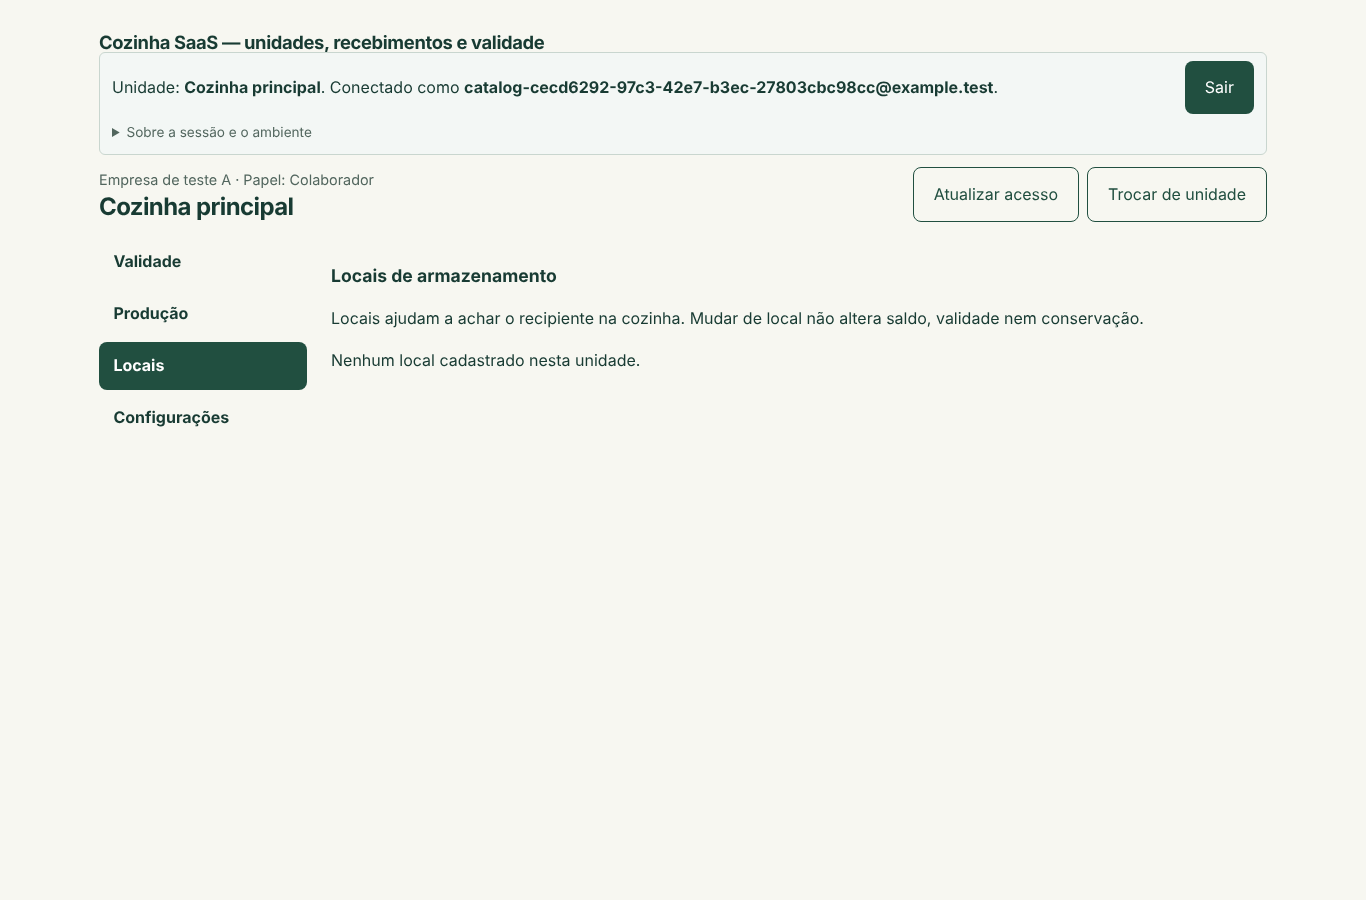 Cozinha SaaS — unidades, recebimentos e validade
Unidade: Cozinha principal. Conectado como catalog-cecd6292-97c3-42e7-b3ec-27803cbc98cc@example.test.
Sair
Sobre a sessão e o ambiente
Empresa de teste A · Papel: Colaborador
Cozinha principal
Atualizar acesso
Trocar de unidade
Validade
Produção
Locais
Configurações
Locais de armazenamento
Locais ajudam a achar o recipiente na cozinha. Mudar de local não altera saldo, validade nem conservação.
Nenhum local cadastrado nesta unidade.